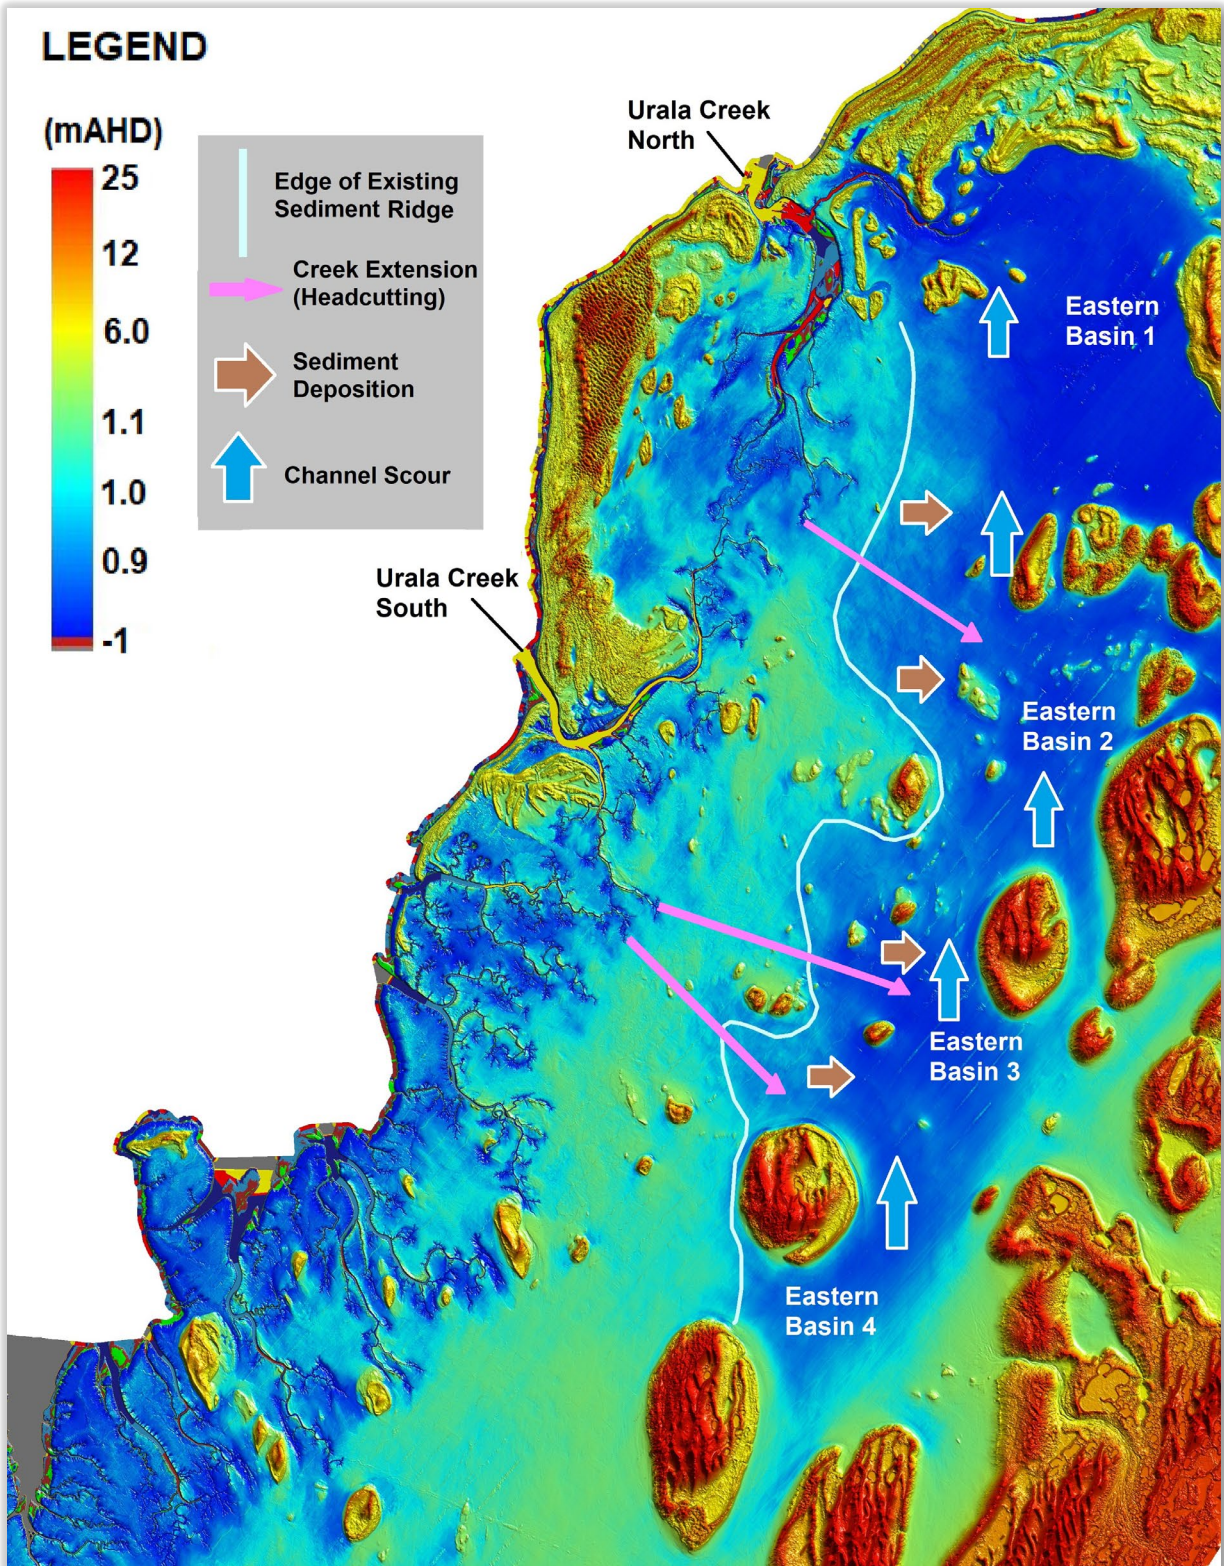 LEGEND
(mAHD)
25
12
6.0
1.1
1.0
0.9
-1
Edge of Existing
Sediment Ridge
Creek Extension
(Headcutting)
Sediment
Deposition
Channel Scour
Urala Creek
North
Urala Creek
South
Eastern
Basin 1
Eastern
Basin 2
Eastern
Basin 3
Eastern
Basin 4